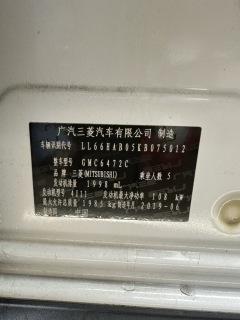 广汽三菱汽车有限公司 制造
车辆识别代号 LL66HAB05EB075012
整车型号 GMC6472C
品牌 三菱(MITSUBISHI) 乘坐人数 5
发动机排量 1998 mL
发动机型号 4J11 发动机最大净功率 108 kW
最大允许总质量 1985 kg 制造年月 2019-06
中国